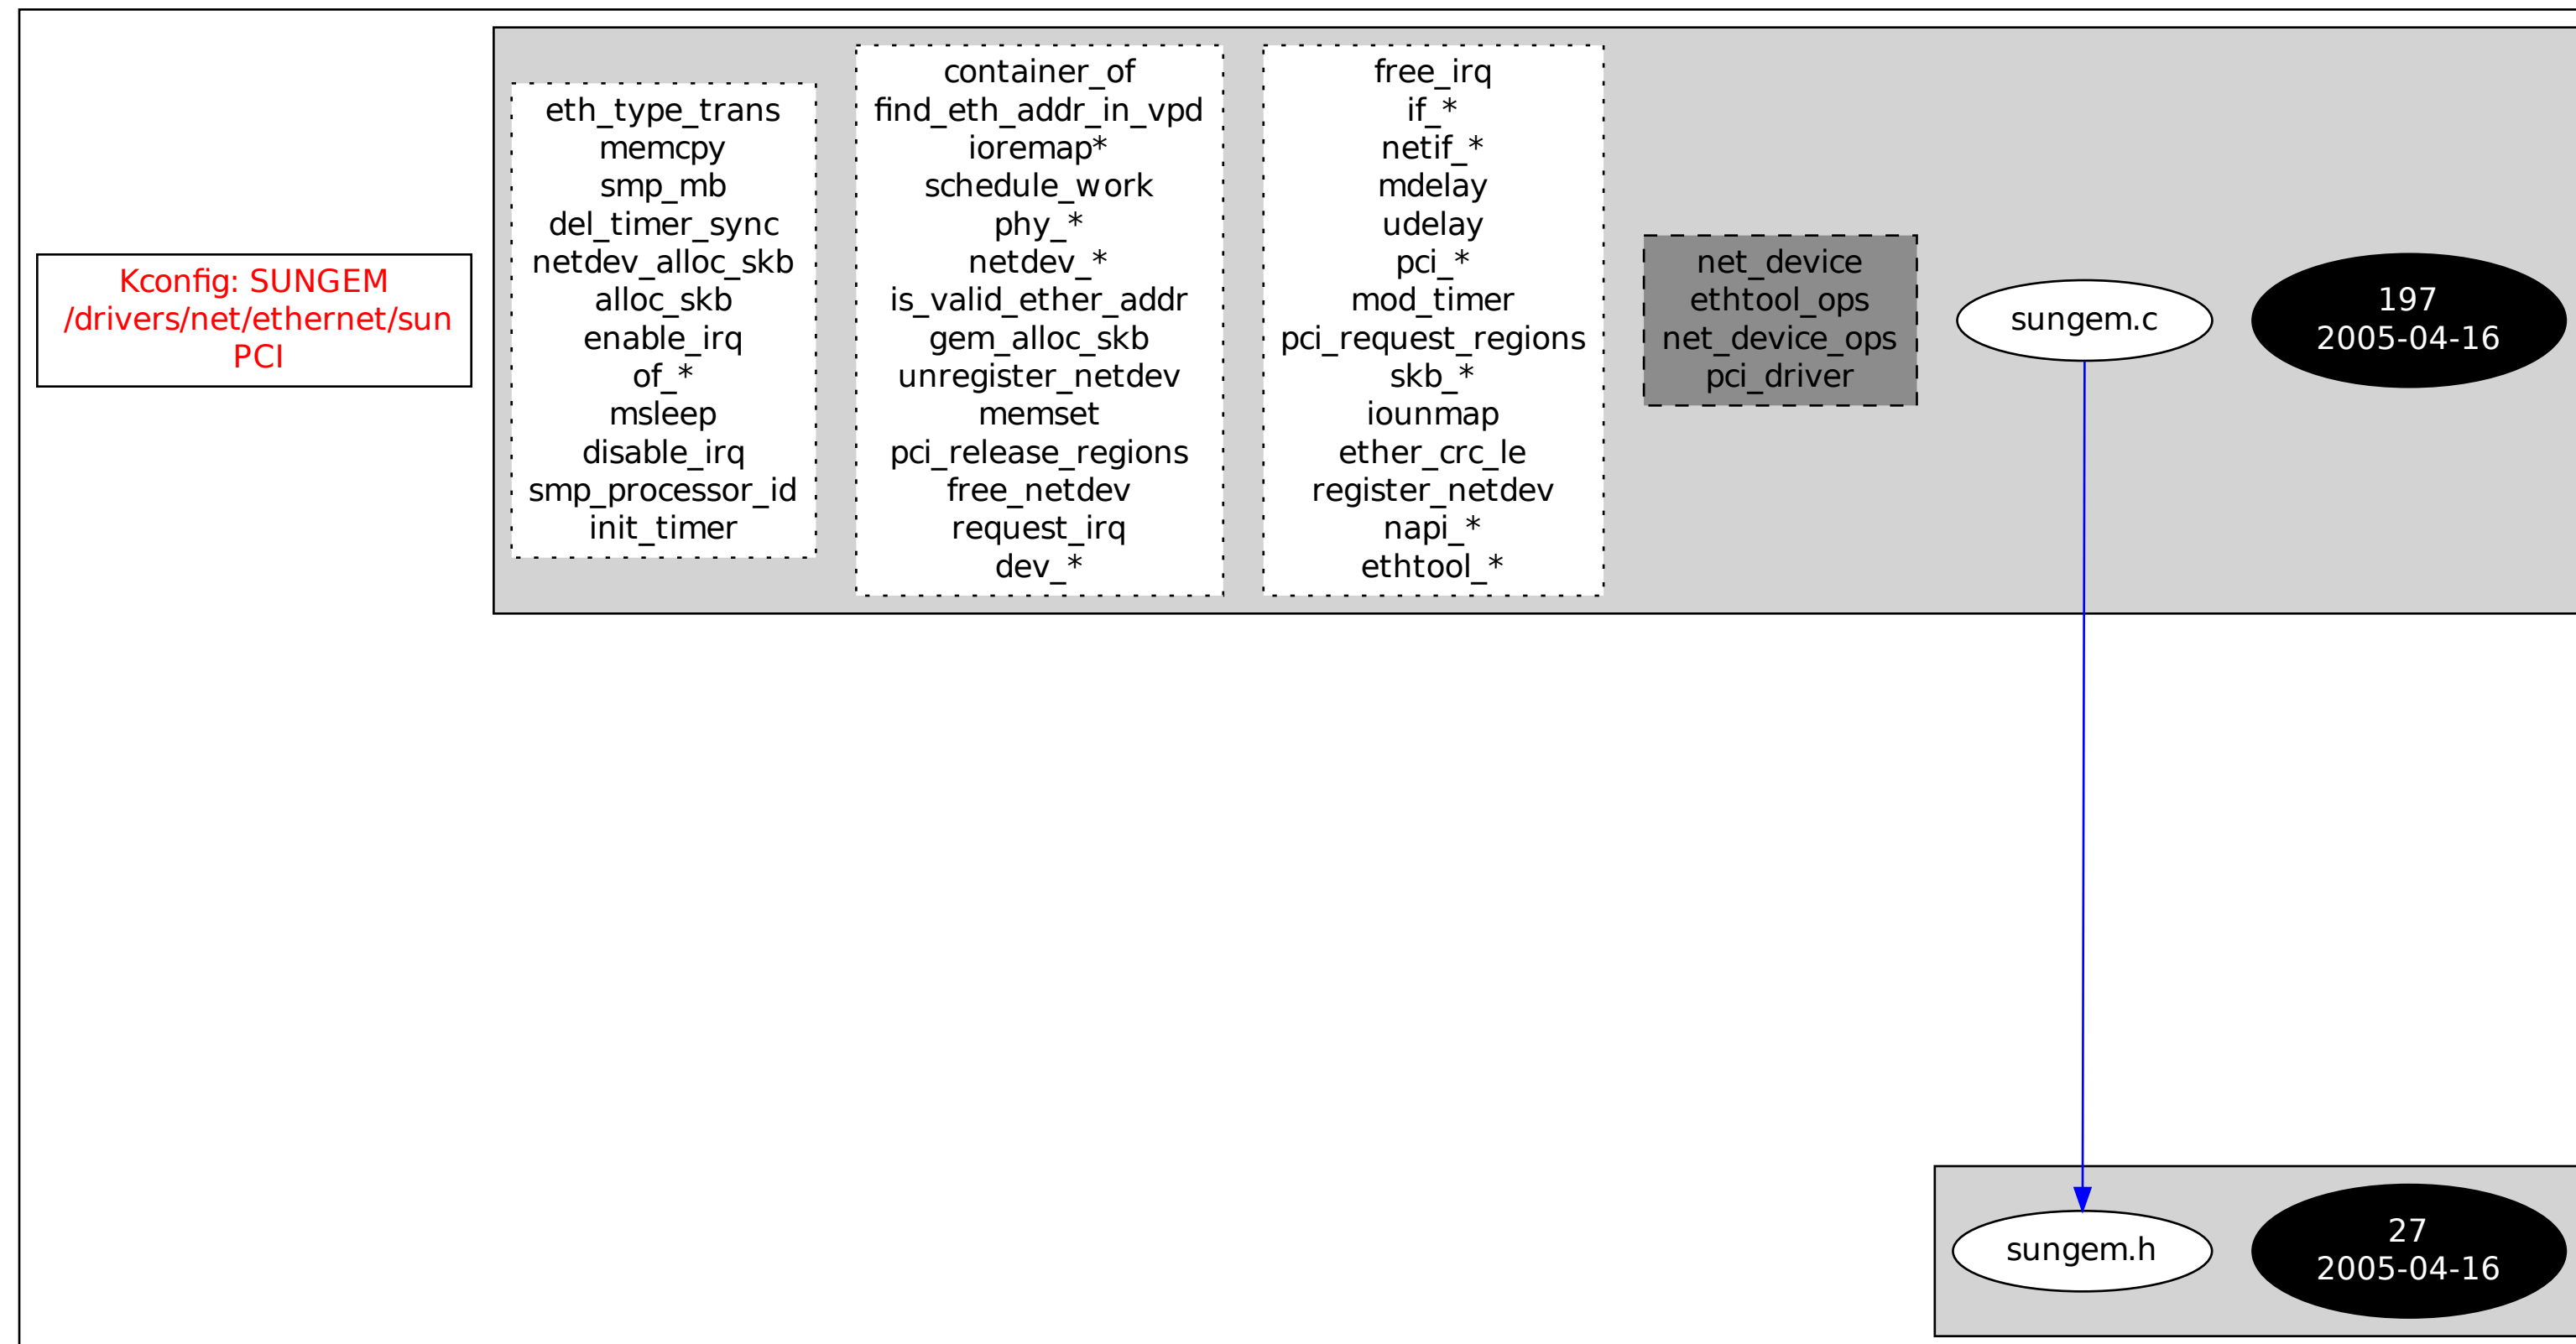 Kconfig: SUNGEM
/drivers/net/ethernet/sun
PCI
eth_type_trans
memcpy
smp_mb
del_timer_sync
netdev_alloc_skb
alloc_skb
enable_irq
of_*
msleep
disable_irq
smp_processor_id
init_timer
container_of
find_eth_addr_in_vpd
ioremap*
schedule_work
phy_*
netdev_*
is_valid_ether_addr
gem_alloc_skb
unregister_netdev
memset
pci_release_regions
free_netdev
request_irq
dev_*
free_irq
if_*
netif_*
mdelay
udelay
pci_*
mod_timer
pci_request_regions
skb_*
iounmap
ether_crc_le
register_netdev
napi_*
ethtool_*
net_device
ethtool_ops
net_device_ops
pci_driver
sungem.c
197
2005-04-16
sungem.h
27
2005-04-16